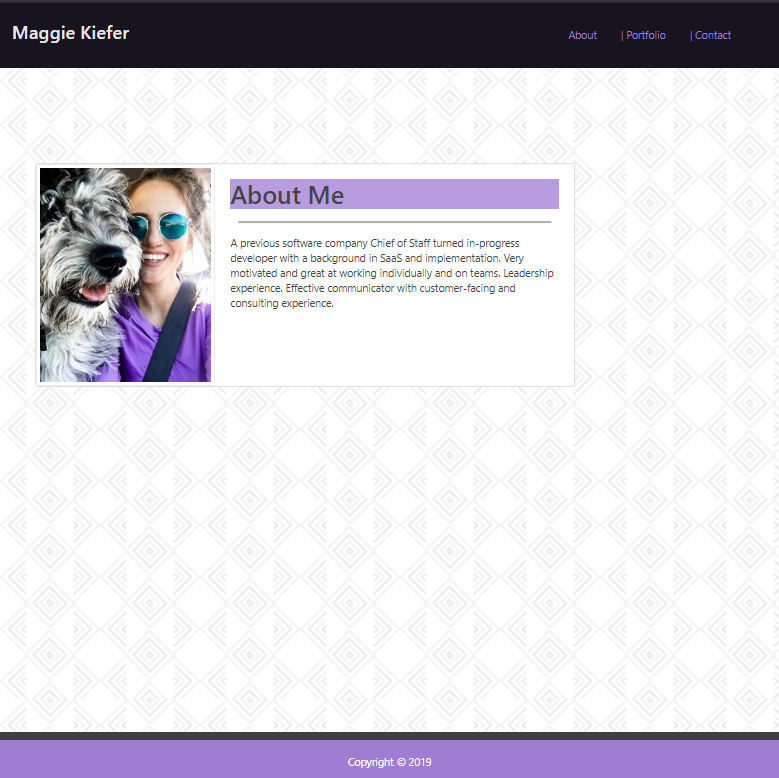 Maggie Kiefer
About | Portfolio | Contact
About Me
A previous software company Chief of Staff turned in-progress
developer with a background in SaaS and implementation. Very
motivated and great at working individually and on teams. Leadership
experience. Effective communicator with customer-facing and
consulting experience.
Copyright © 2019